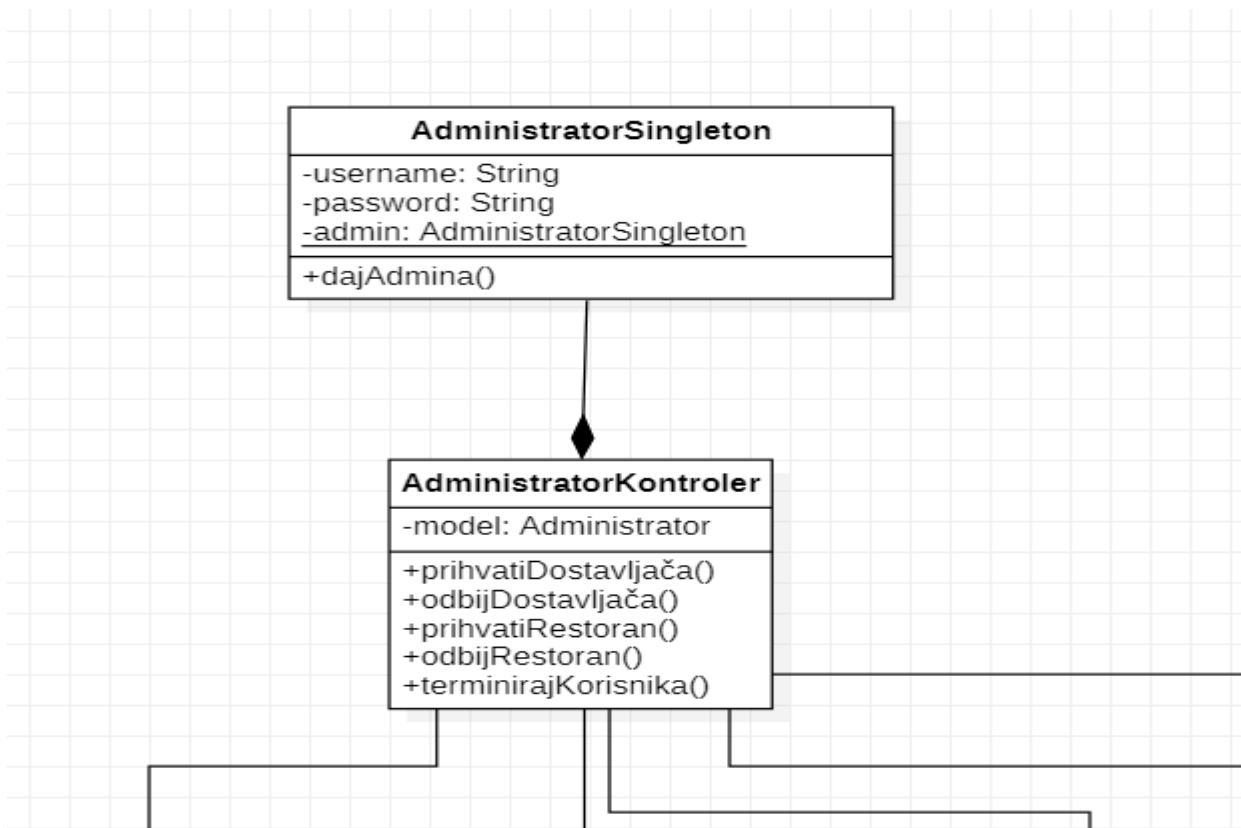 AdministratorSingleton
-username: String
-password: String
-admin: AdministratorSingleton
+dajAdmina()
AdministratorKontroler
-model: Administrator
+prihvatiDostavljača()
+odbijDostavljača()
+prihvatiRestoran()
+odbijRestoran()
+terminirajKorisnika()